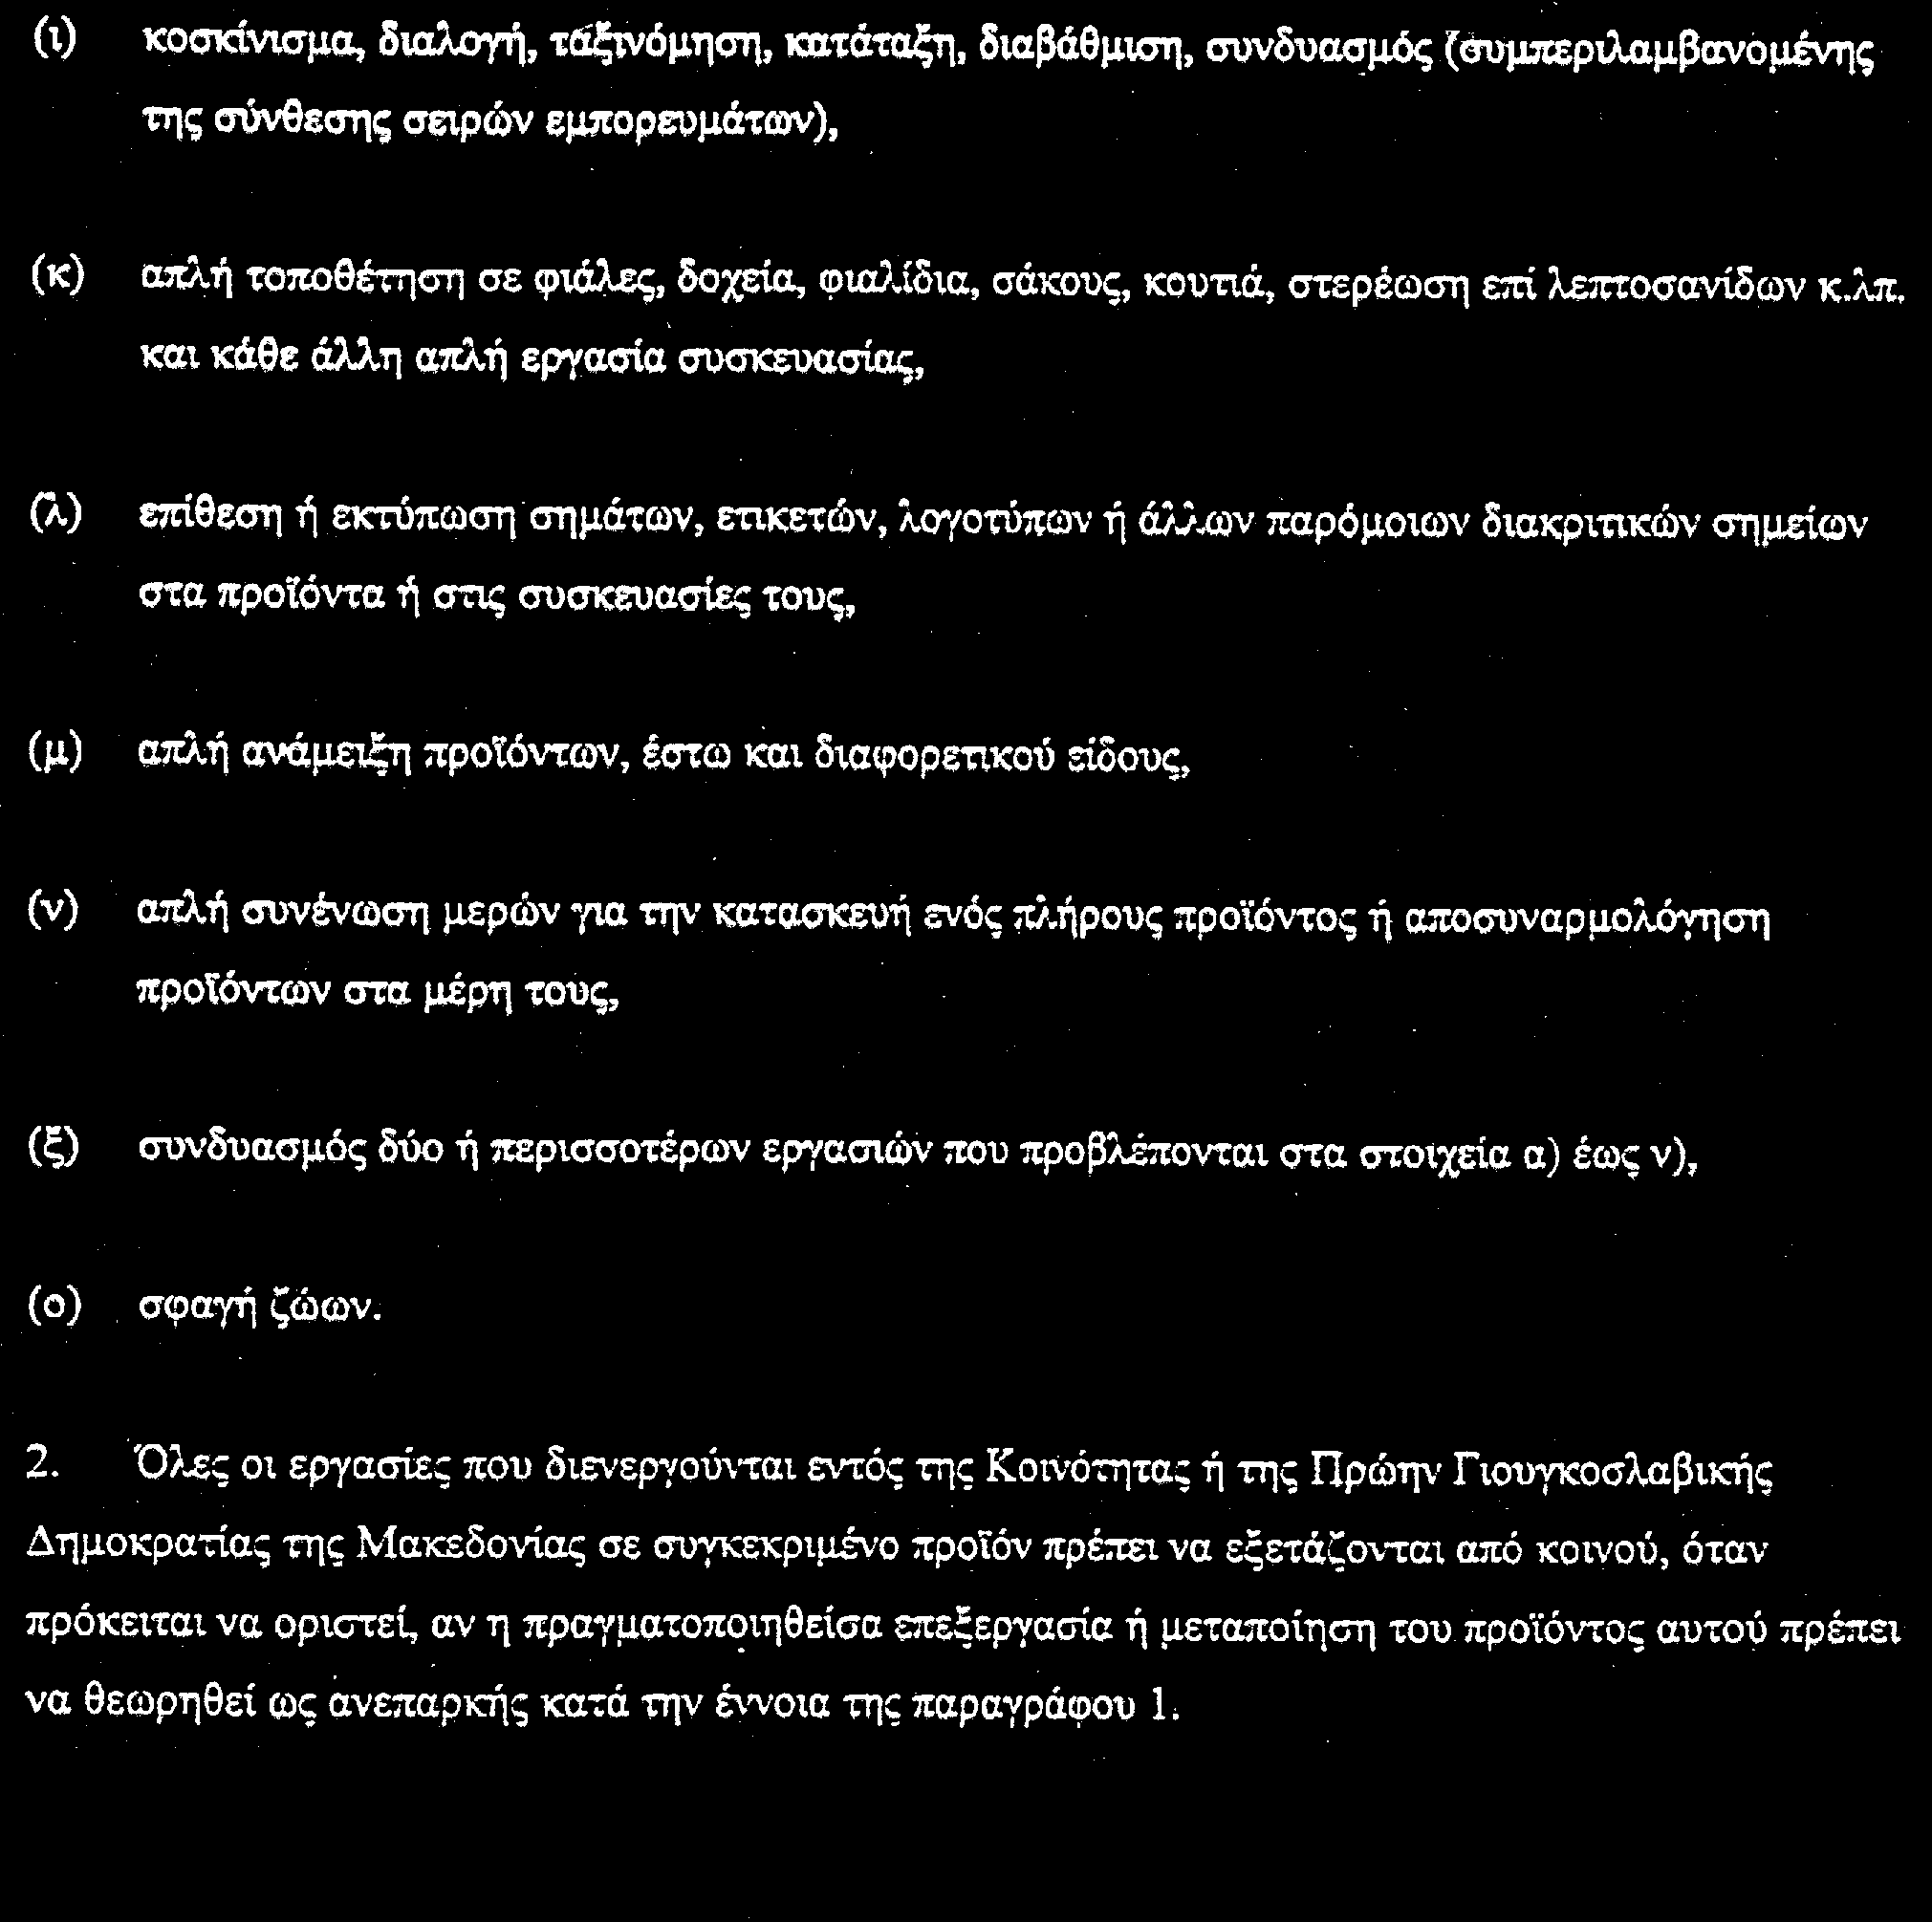 (ι) κοσκίνισμα, διαλογή, ταξινόμηση, κατάταξη, διαβάθμιση, συνδυασμός (συμπεριλαμβανομένης
της σύνθεσης σειρών εμπορευμάτων),
(κ) απλή τοποθέτηση σε φιάλες, δοχεία, φιαλίδια, σάκους, κουτιά, στερέωση επί λεπτοσανίδων κ.λπ.
και κάθε άλλη απλή εργασία συσκευασίας,
(λ) επίθεση ή εκτύπωση σημάτων, ετικετών, λογοτύπων ή άλλων παρόμοιων διακριτικών σημείων
στα προϊόντα ή στις συσκευασίες τους,
(μ) απλή ανάμειξη προϊόντων, έστω και διαφορετικού είδους,
(ν) απλή συνένωση μερών για την κατασκευή ενός πλήρους προϊόντος ή αποσυναρμολόγηση
προϊόντων στα μέρη τους,
(ξ) συνδυασμός δύο ή περισσοτέρων εργασιών που προβλέπονται στα στοιχεία α) έως ν),
(ο) σφαγή ζώων.
2. Όλες οι εργασίες που διενεργούνται εντός της Κοινότητας ή της Πρώην Γιουγκοσλαβικής
Δημοκρατίας της Μακεδονίας σε συγκεκριμένο προϊόν πρέπει να εξετάζονται από κοινού, όταν
πρόκειται να οριστεί, αν η πραγματοποιηθείσα επεξεργασία ή μεταποίηση του προϊόντος αυτού πρέπει
να θεωρηθεί ως ανεπαρκής κατά την έννοια της παραγράφου 1.